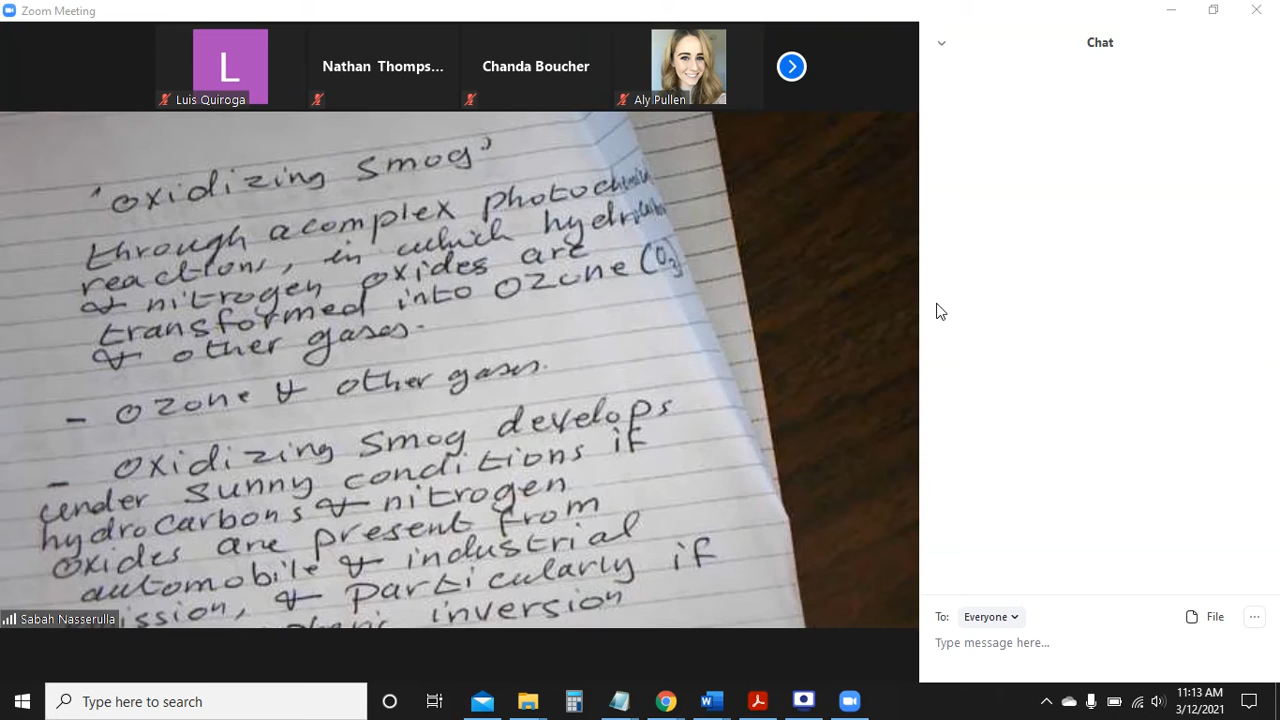 Zoom Meeting
Chat
L
Luis Quiroga
Nathan Thomps...
Chanda Boucher
Aly Pullen
"Oxidizing Smog"
through a complex photochemical
reactions, in which hydrocarbons
& nitrogen oxides are
transformed into ozone (O3)
& other gases.
- Ozone & other gases.
- Oxidizing Smog develops
under sunny conditions if
hydrocarbons & nitrogen
oxides are present from
automobile & industrial
ission, & particularly if
inversion
Sabah Nasserulla
To: Everyone
File
Type message here...
Type here to search
11:13 AM
3/12/2021